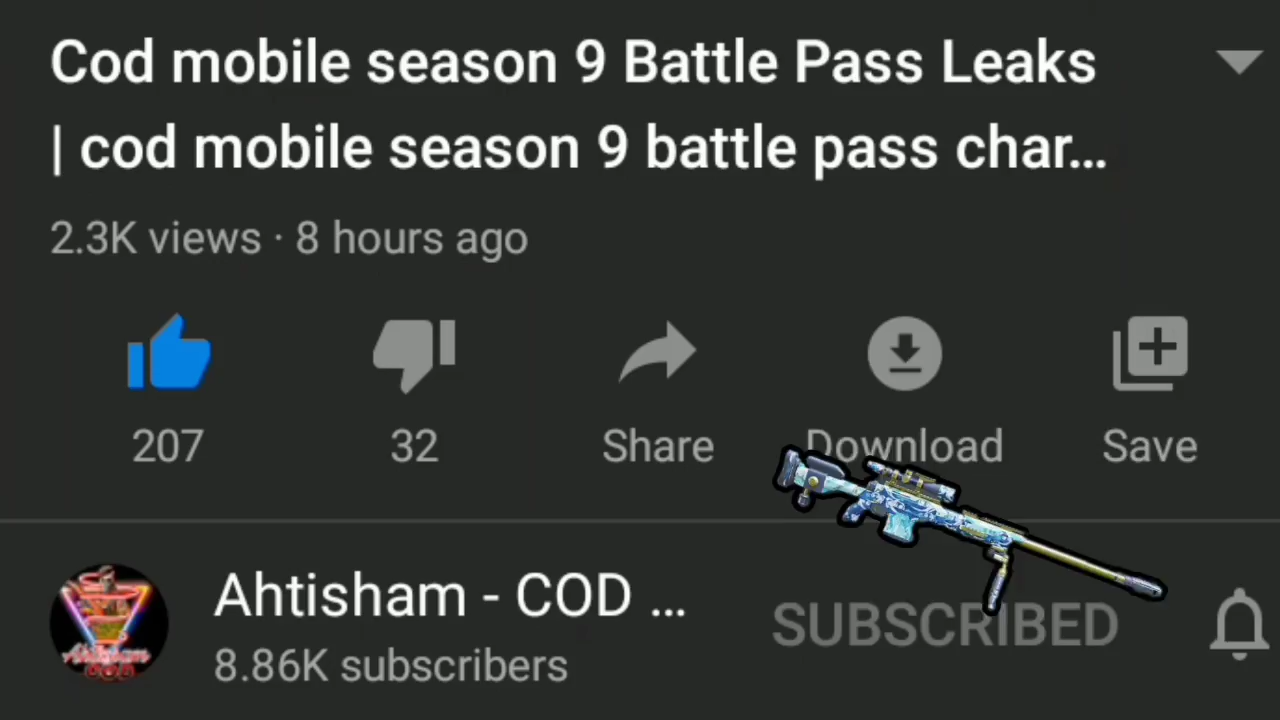 Cod mobile season 9 Battle Pass Leaks
| cod mobile season 9 battle pass char...
2.3K views · 8 hours ago
207
32
Share
Download
Save
Ahtisham - COD ...
8.86K subscribers
SUBSCRIBED
Ahtisham